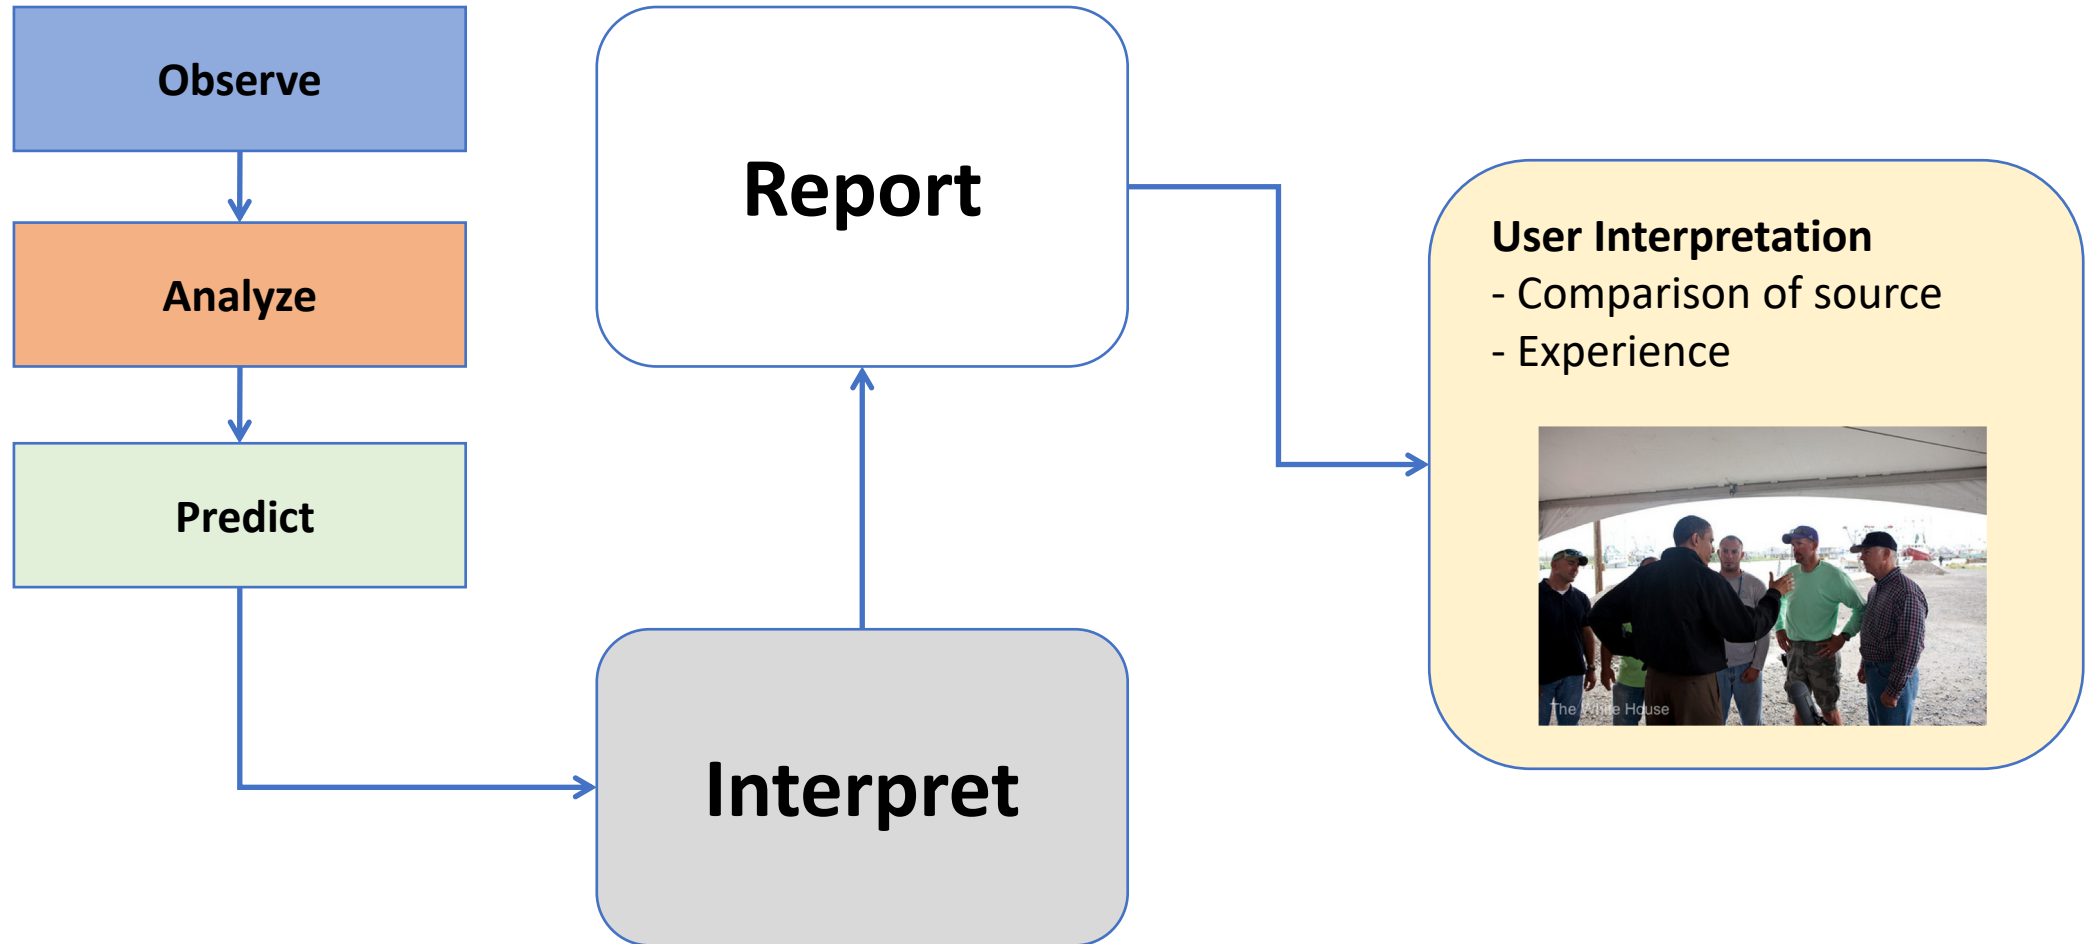 Observe
Analyze
Predict
Interpret
Report
User Interpretation
- Comparison of source
- Experience
The White House